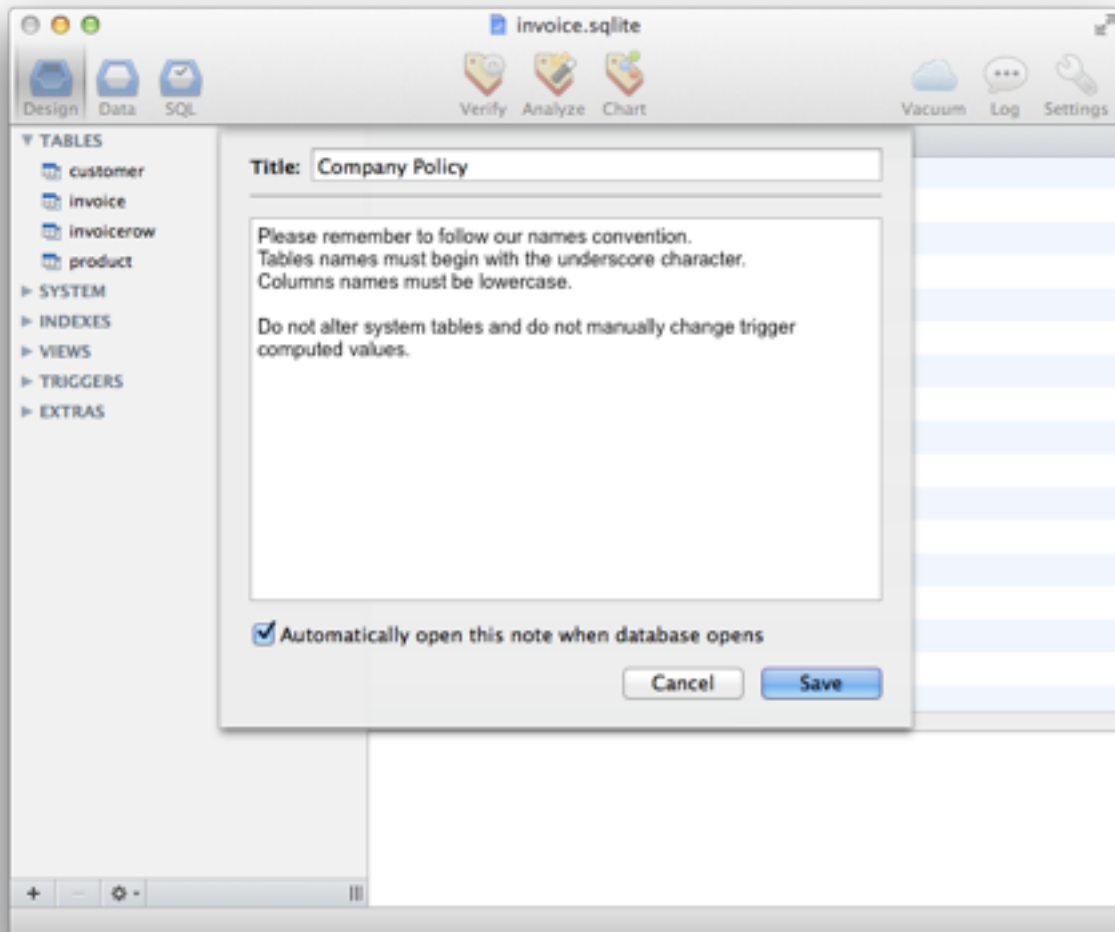 invoice.sqlite
Design Data SQL Verify Analyze Chart Vacuum Log Settings
TABLES
customer
invoice
invoicerow
product
SYSTEM
INDEXES
VIEWS
TRIGGERS
EXTRAS
Title: Company Policy
Please remember to follow our names convention.
Tables names must begin with the underscore character.
Columns names must be lowercase.
Do not alter system tables and do not manually change trigger
computed values.
Automatically open this note when database opens
Cancel Save